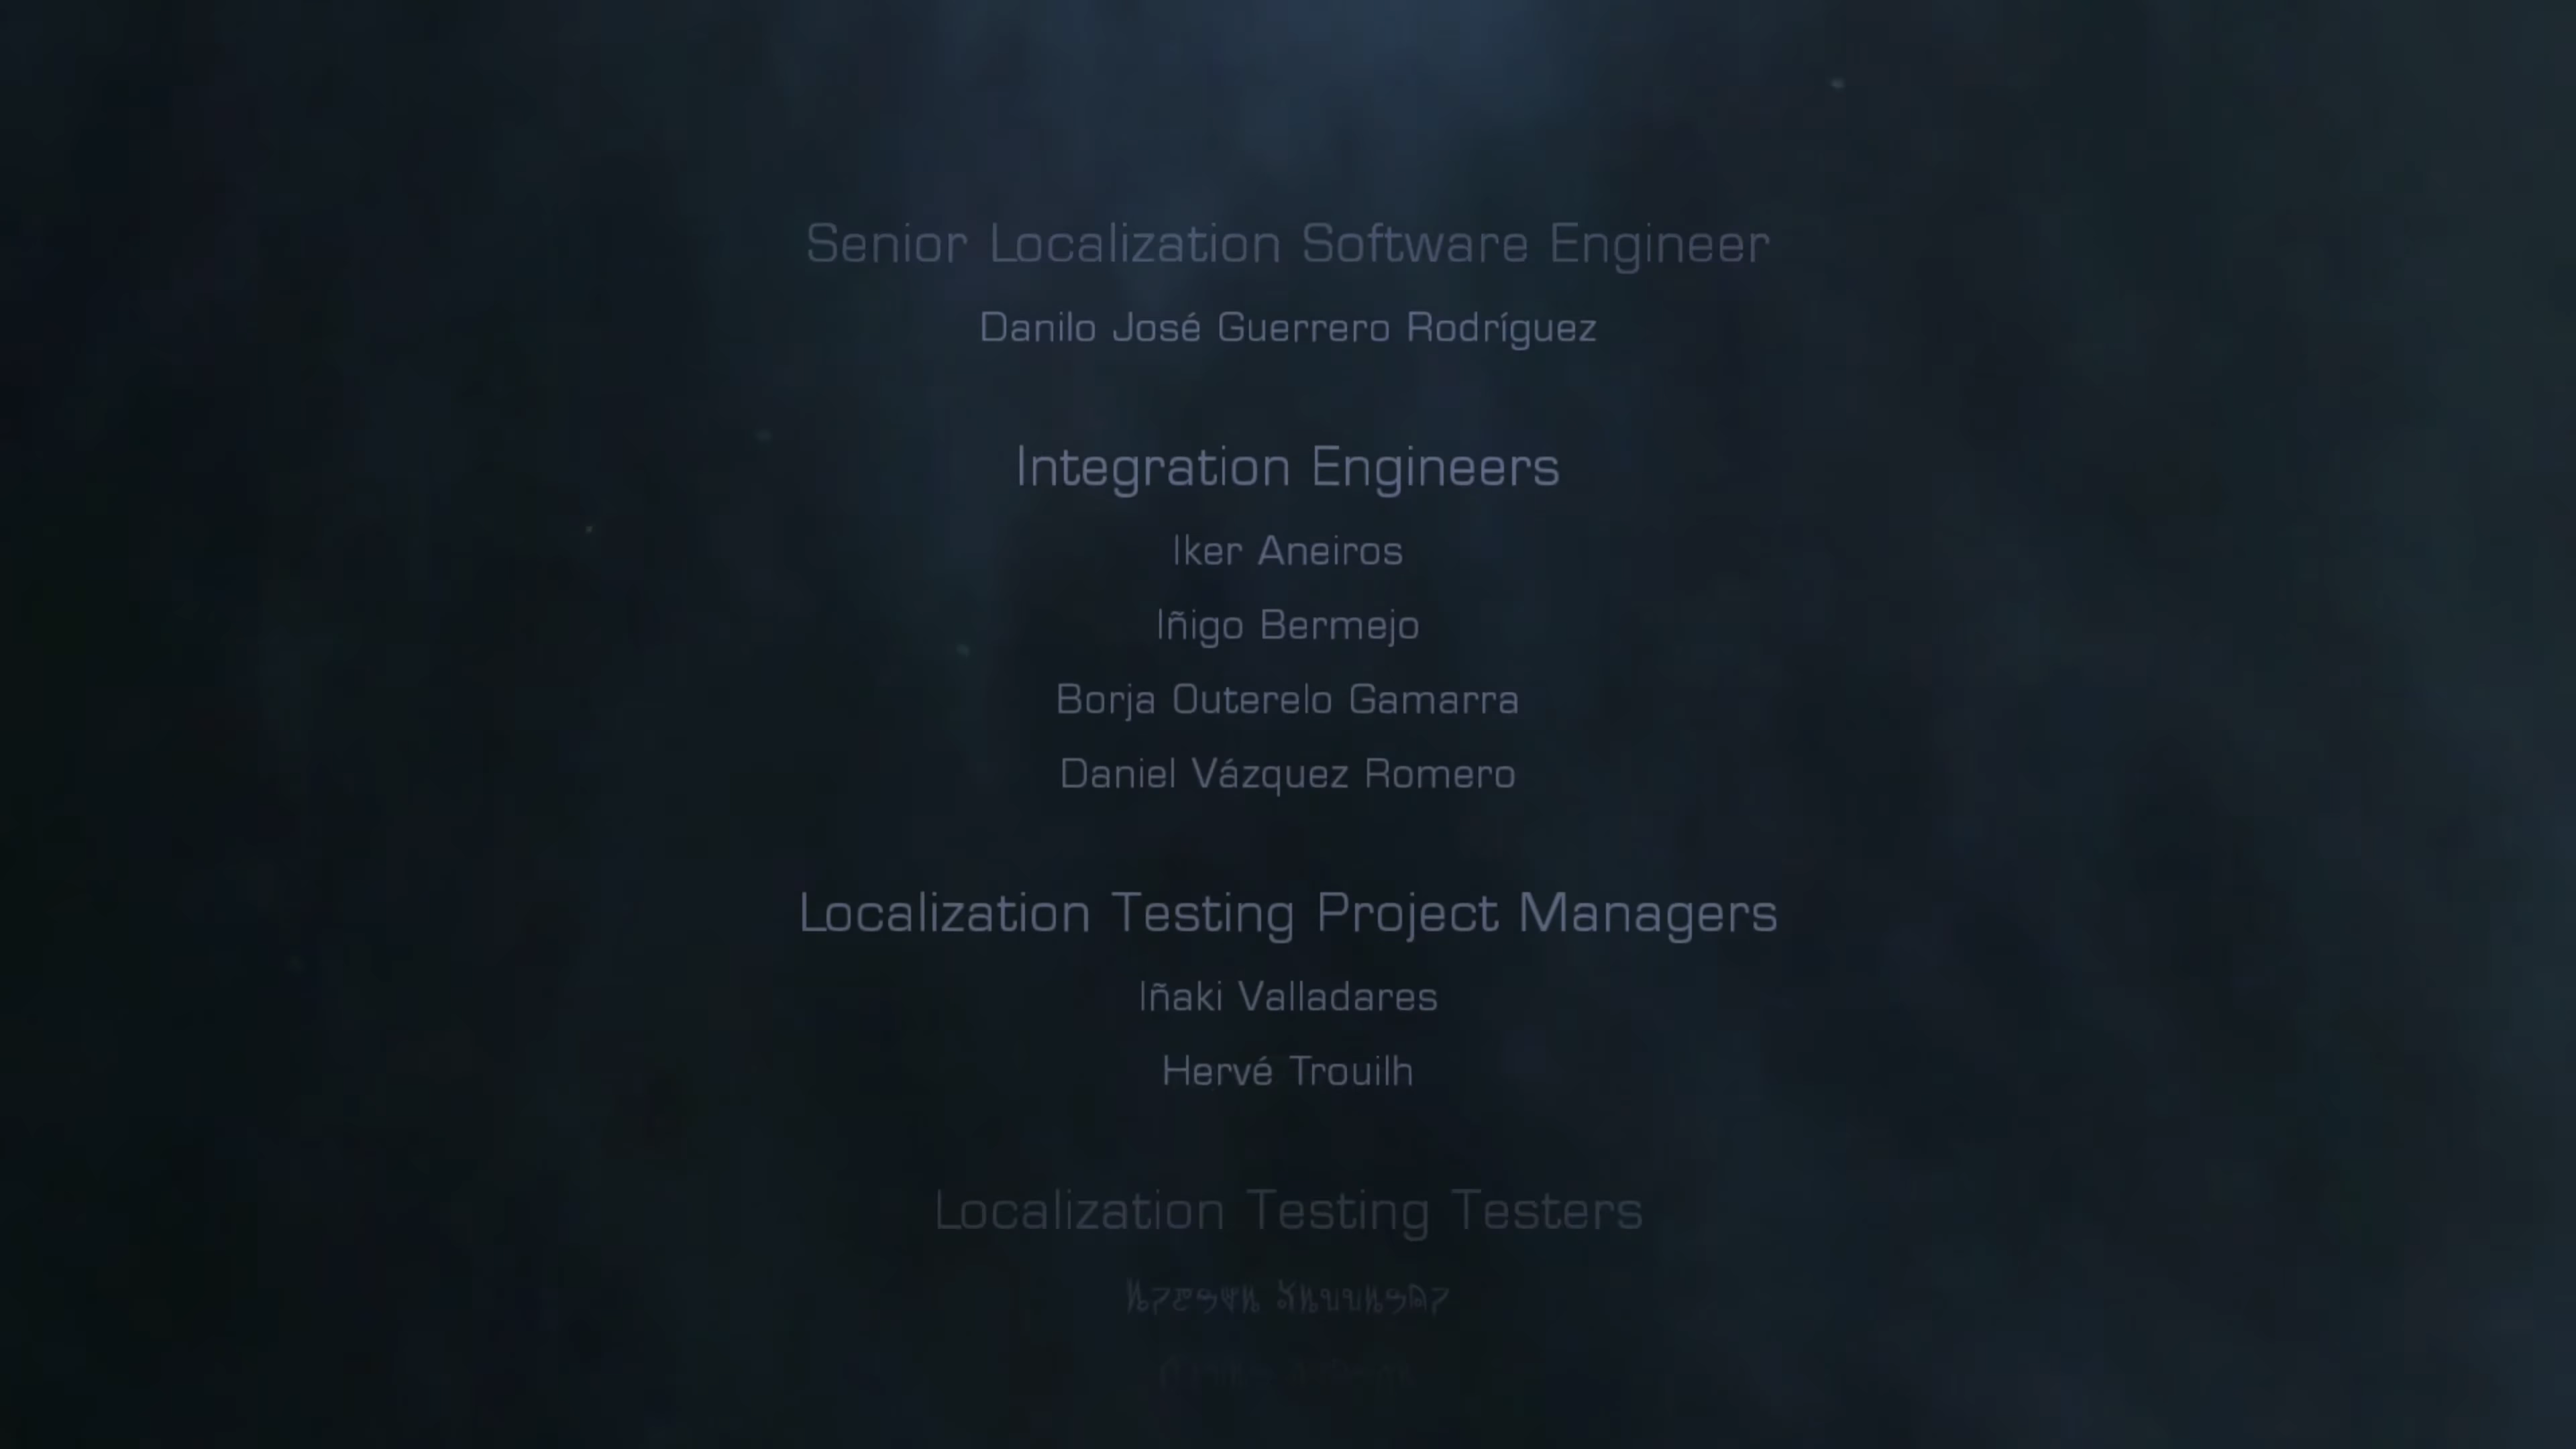 Senior Localization Software Engineer
Danilo José Guerrero Rodríguez
Integration Engineers
Iker Aneiros
Iñigo Bermejo
Borja Outerelo Gamarra
Daniel Vázquez Romero
Localization Testing Project Managers
Iñaki Valladares
Hervé Trouilh
Localization Testing Testers